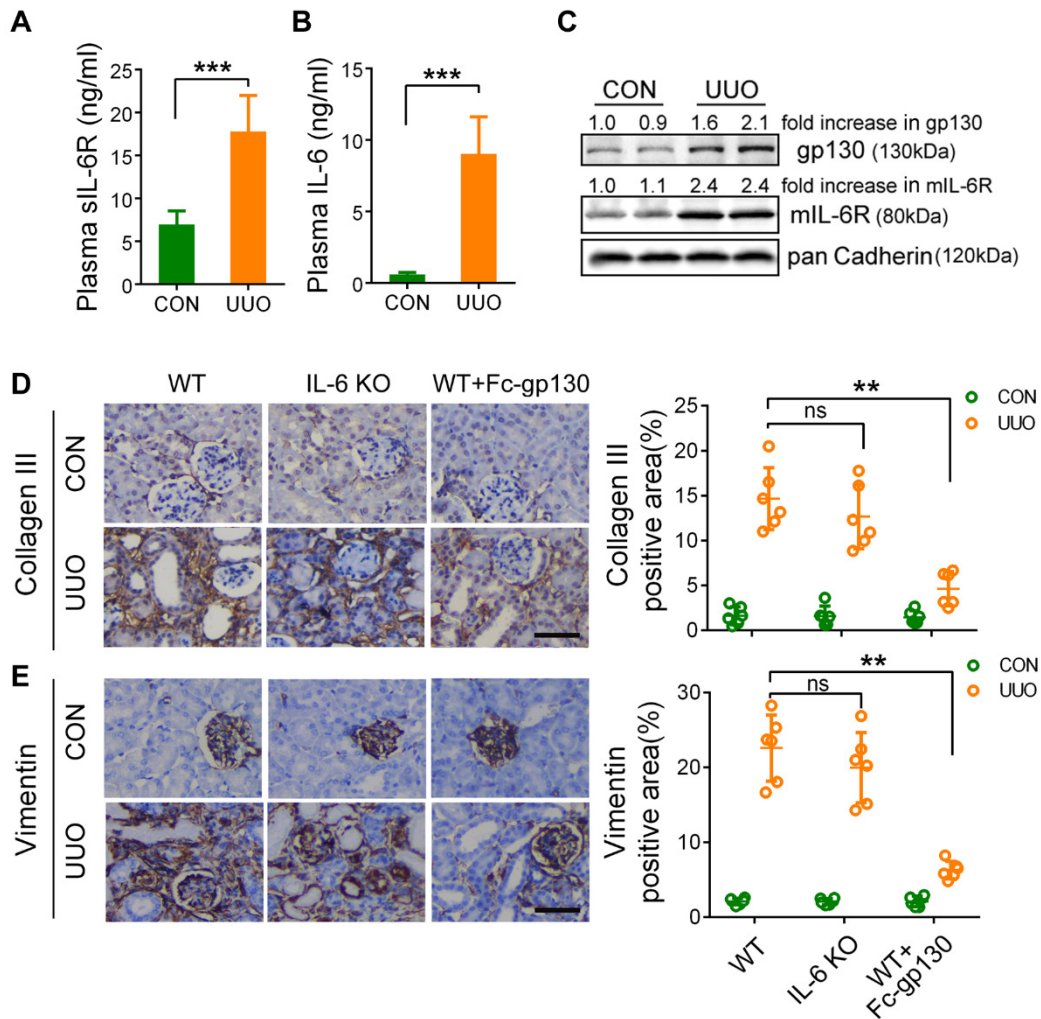 A
Plasma sIL-6R (ng/ml)
25
20
15
10
5
0
***
CON
UUO
B
Plasma IL-6 (ng/ml)
15
10
5
0
***
CON
UUO
C
CON UUO
1.0 0.9 1.6 2.1 fold increase in gp130
gp130 (130kDa)
1.0 1.1 2.4 2.4 fold increase in mIL-6R
mIL-6R (80kDa)
pan Cadherin (120kDa)
D
WT IL-6 KO WT+Fc-gp130
Collagen III
CON
UUO
Collagen III
positive area(%)
25
20
15
10
5
0
**
ns
CON
UUO
E
Vimentin
CON
UUO
Vimentin
positive area(%)
30
20
10
0
**
ns
CON
UUO
WT
IL-6 KO
WT+
Fc-gp130